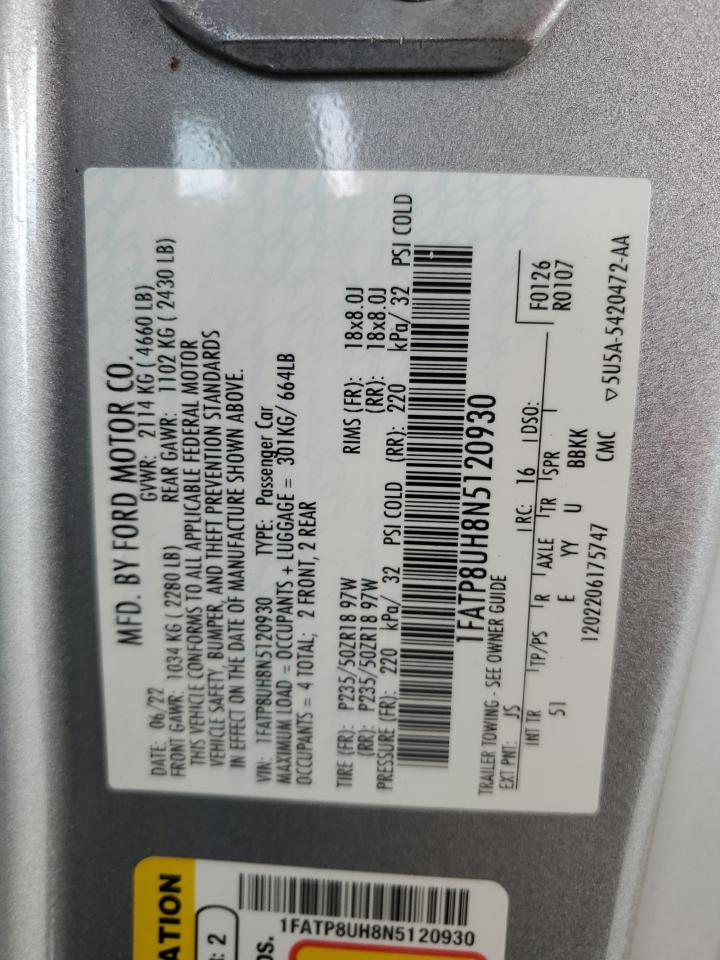 MFD. BY FORD MOTOR CO.
DATE: 06/22 GVWR: 2114 KG ( 4660 LB)
FRONT GAWR: 1034 KG ( 2280 LB) REAR GAWR: 1102 KG ( 2430 LB)
THIS VEHICLE CONFORMS TO ALL APPLICABLE FEDERAL MOTOR
VEHICLE SAFETY, BUMPER, AND THEFT PREVENTION STANDARDS
IN EFFECT ON THE DATE OF MANUFACTURE SHOWN ABOVE.
VIN: 1FATP8UH8N5120930 TYPE: Passenger Car
MAXIMUM LOAD = OCCUPANTS + LUGGAGE = 301KG/ 664LB
OCCUPANTS = 4 TOTAL; 2 FRONT, 2 REAR
TIRE (FR): P235/50ZR18 97W RIMS (FR): 18x8.0J
(RR): P235/50ZR18 97W (RR): 18x8.0J
PRESSURE (FR): 220 kPa/ 32 PSI COLD (RR): 220 kPa/ 32 PSI COLD
1FATP8UH8N5120930
TRAILER TOWING - SEE OWNER GUIDE
EXT PNT: JS RC: 16 DSO: F0126
INT TR TP/PS R AXLE TR SPR R0107
51 E YY U BBKK
1202206175747 CMC ▽5U5A-5420472-AA
ATION
: 2
OS.
1FATP8UH8N5120930